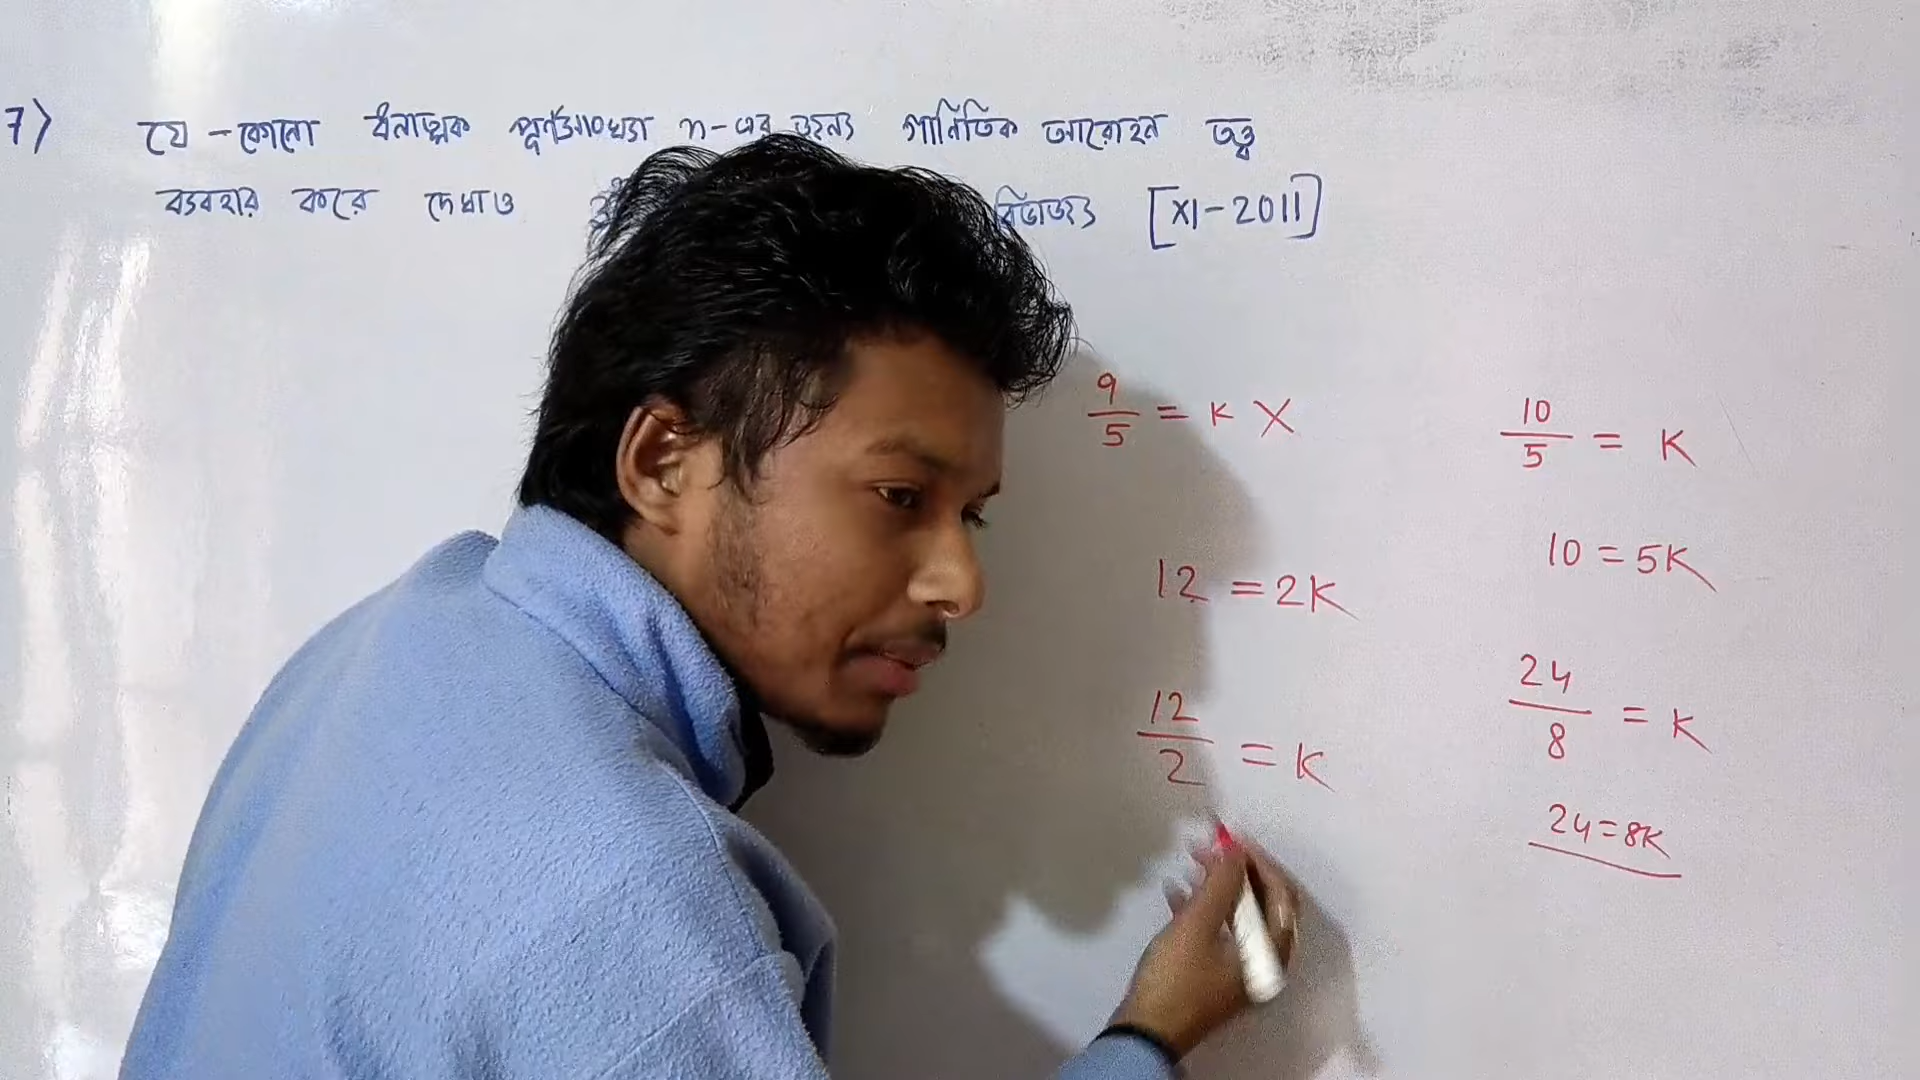 7) যে-কোনো ধনাত্মক পূর্ণসংখ্যা n-এর জন্য গানিতিক আরোহন তত্ত্ব
ব্যবহার করে দেখাও বিভাজ্য [XI-2011]
9/5 = K X
12 = 2K
12/2 = K
10/5 = K
10 = 5K
24/8 = K
24 = 8K